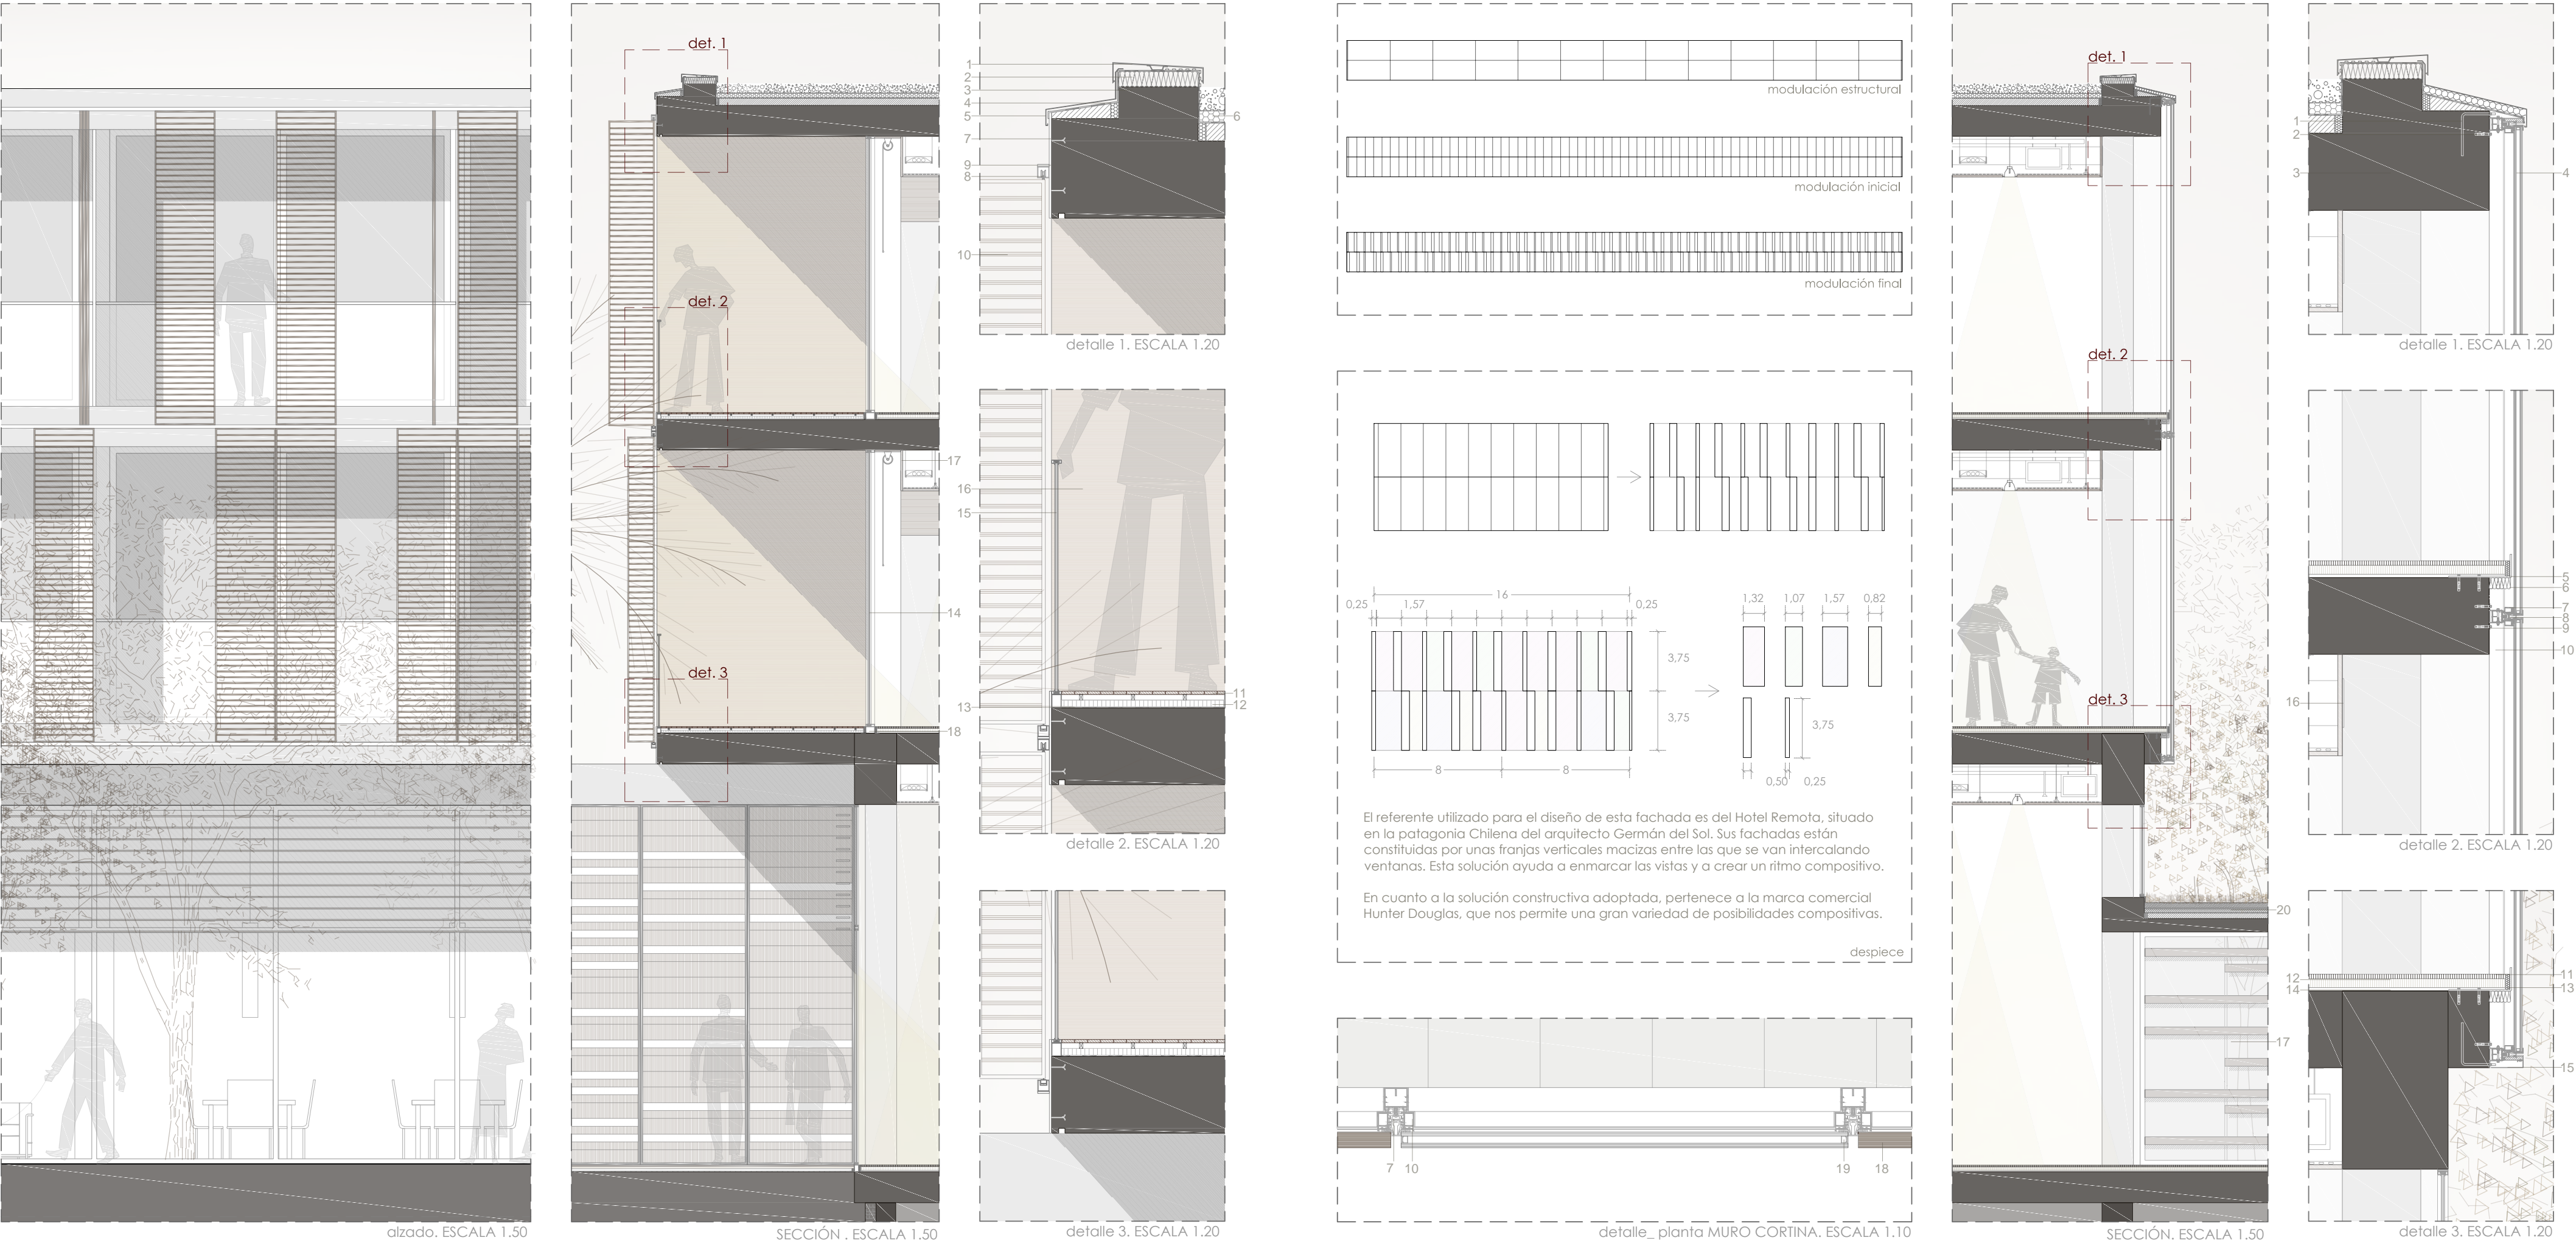 alzado. ESCALA 1.50
det. 1
det. 2
17
14
det. 3
18
SECCIÓN . ESCALA 1.50
1
2
3
4
5
6
7
9
8
10
detalle 1. ESCALA 1.20
16
15
11
12
13
detalle 2. ESCALA 1.20
detalle 3. ESCALA 1.20
modulación estructural
modulación inicial
modulación final
16
0,25
1,57
0,25
3,75
3,75
8
8
1,32
1,07
1,57
0,82
3,75
0,50
0,25
El referente utilizado para el diseño de esta fachada es del Hotel Remota, situado
en la patagonia Chilena del arquitecto Germán del Sol. Sus fachadas están
constituidas por unas franjas verticales macizas entre las que se van intercalando
ventanas. Esta solución ayuda a enmarcar las vistas y a crear un ritmo compositivo.
En cuanto a la solución constructiva adoptada, pertenece a la marca comercial
Hunter Douglas, que nos permite una gran variedad de posibilidades compositivas.
despiece
7 10
19
18
detalle_ planta MURO CORTINA. ESCALA 1.10
det. 1
det. 2
det. 3
20
17
SECCIÓN. ESCALA 1.50
1
2
3
4
detalle 1. ESCALA 1.20
5
6
7
8
9
10
16
detalle 2. ESCALA 1.20
11
12
13
14
15
detalle 3. ESCALA 1.20